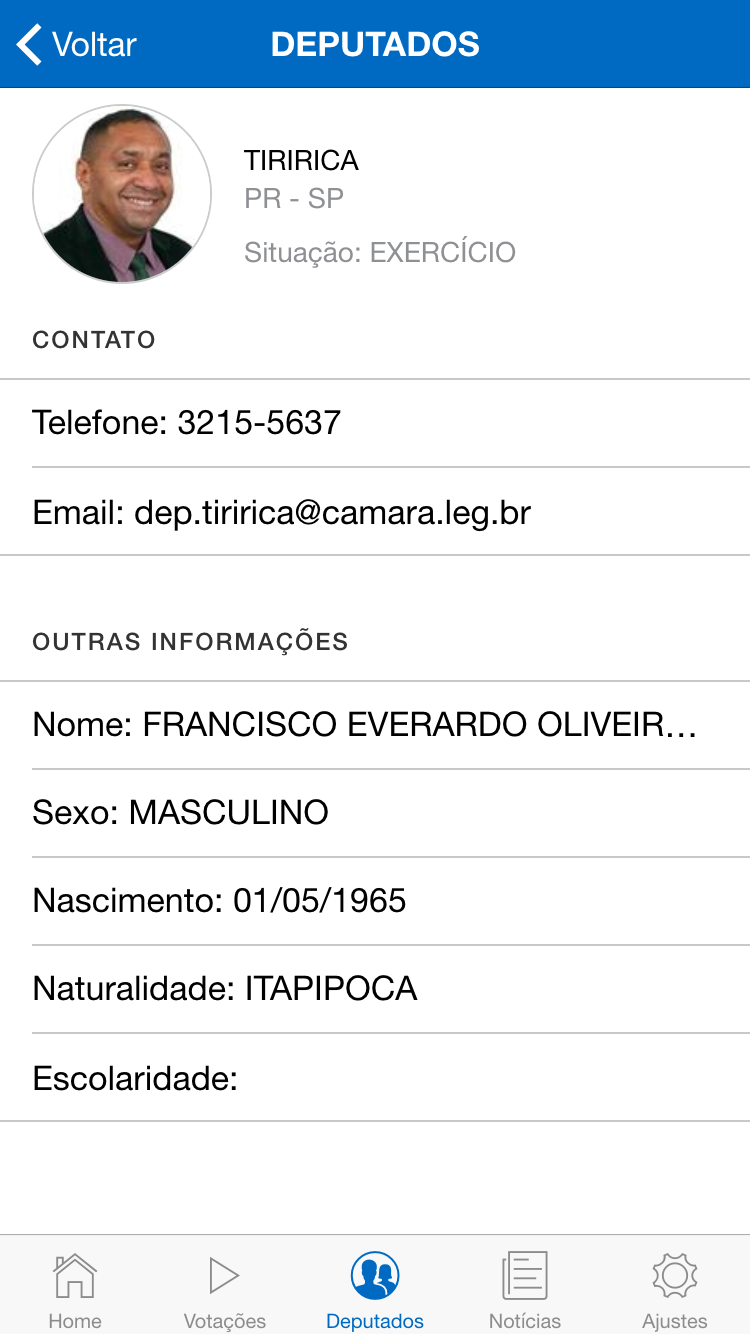 Voltar
DEPUTADOS
TIRIRICA
PR - SP
Situação: EXERCÍCIO
CONTATO
Telefone: 3215-5637
Email: dep.tiririca@camara.leg.br
OUTRAS INFORMAÇÕES
Nome: FRANCISCO EVERARDO OLIVEIR...
Sexo: MASCULINO
Nascimento: 01/05/1965
Naturalidade: ITAPIPOCA
Escolaridade:
Home
Votações
Deputados
Notícias
Ajustes